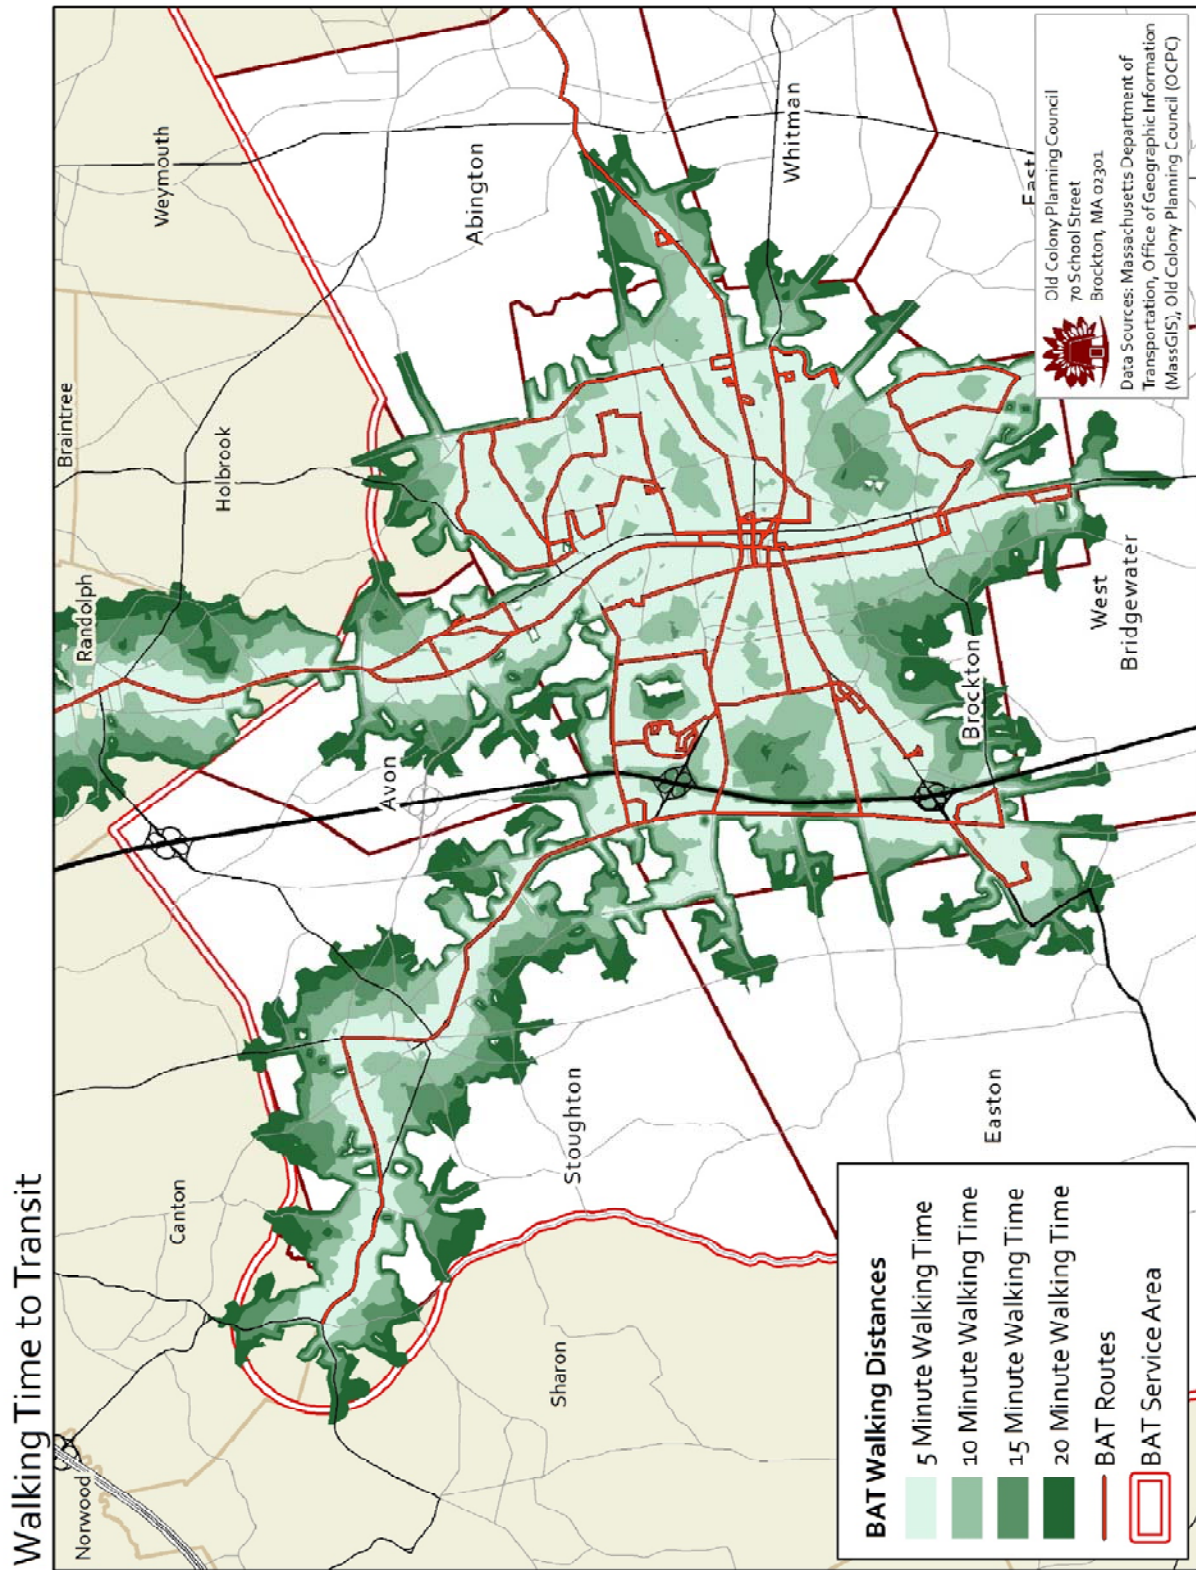 Walking Time to Transit
Norwood
Canton
Sharon
Stoughton
Easton
Avon
Randolph
Braintree
Holbrook
Weymouth
Abington
Whitman
Brockton
West
Bridgewater
East
BAT Walking Distances
5 Minute Walking Time
10 Minute Walking Time
15 Minute Walking Time
20 Minute Walking Time
BAT Routes
BAT Service Area
Old Colony Planning Council
70 School Street
Brockton, MA 02301
Data Sources: Massachusetts Department of
Transportation, Office of Geographic Information
(MassGIS), Old Colony Planning Council (OCPC)